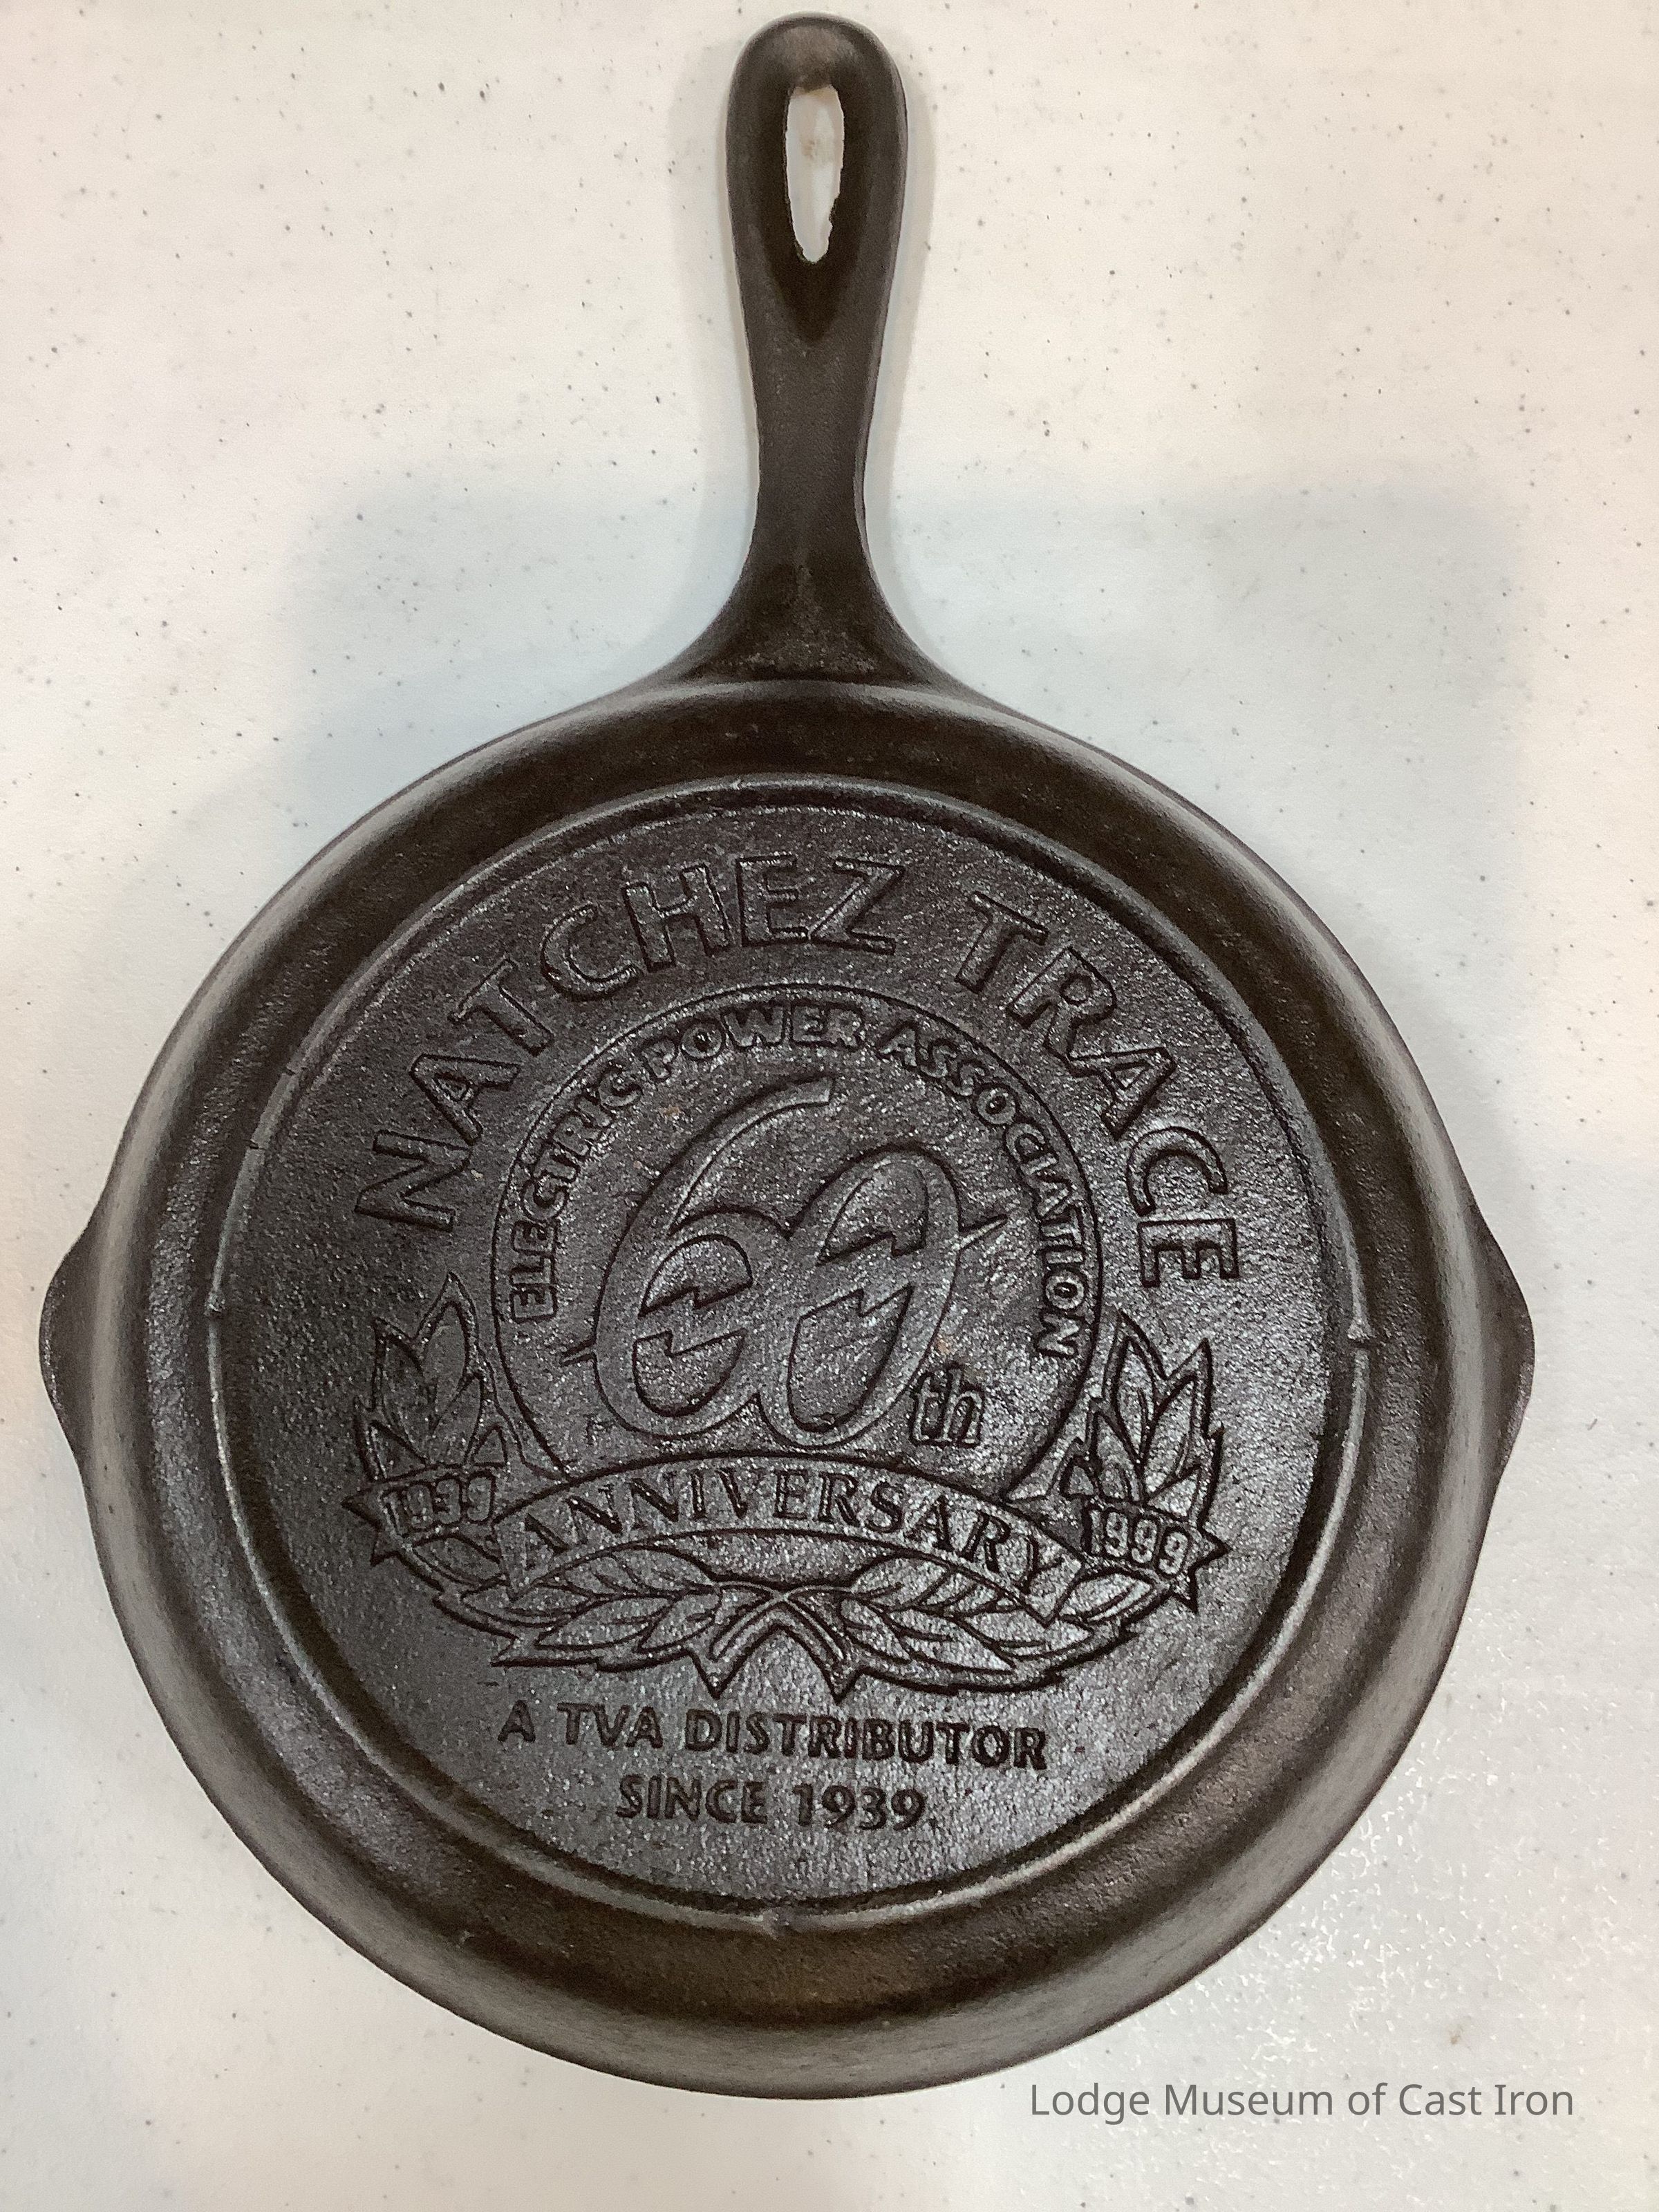 NATCHEZ TRACE
ELECTRIC POWER ASSOCIATION
60th
1939
ANNIVERSARY
1999
A TVA DISTRIBUTOR
SINCE 1939
Lodge Museum of Cast Iron